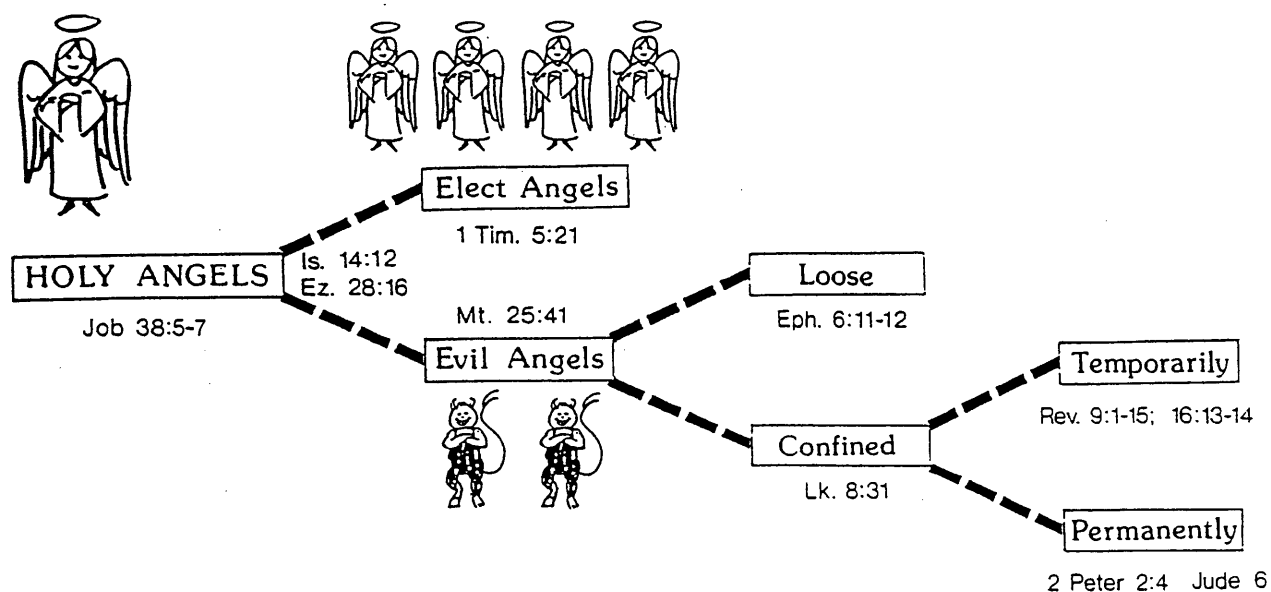 Elect Angels
1 Tim. 5:21
HOLY ANGELS
Job 38:5-7
Is. 14:12
Ez. 28:16
Mt. 25:41
Evil Angels
Loose
Eph. 6:11-12
Confined
Lk. 8:31
Temporarily
Rev. 9:1-15; 16:13-14
Permanently
2 Peter 2:4 Jude 6